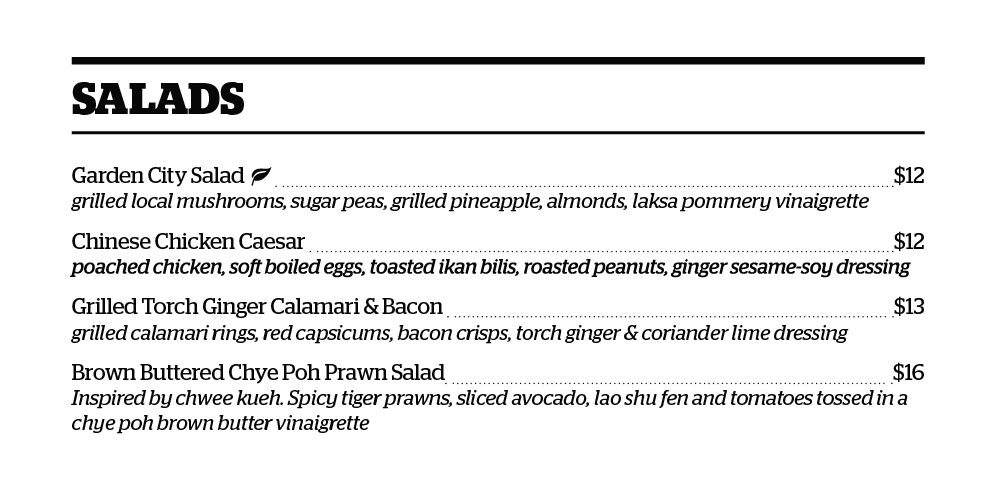 SALADS
Garden City Salad $12
grilled local mushrooms, sugar peas, grilled pineapple, almonds, laksa pommery vinaigrette
Chinese Chicken Caesar $12
poached chicken, soft boiled eggs, toasted ikan bilis, roasted peanuts, ginger sesame-soy dressing
Grilled Torch Ginger Calamari & Bacon $13
grilled calamari rings, red capsicums, bacon crisps, torch ginger & coriander lime dressing
Brown Buttered Chye Poh Prawn Salad $16
Inspired by chwee kueh. Spicy tiger prawns, sliced avocado, lao shu fen and tomatoes tossed in a
chye poh brown butter vinaigrette